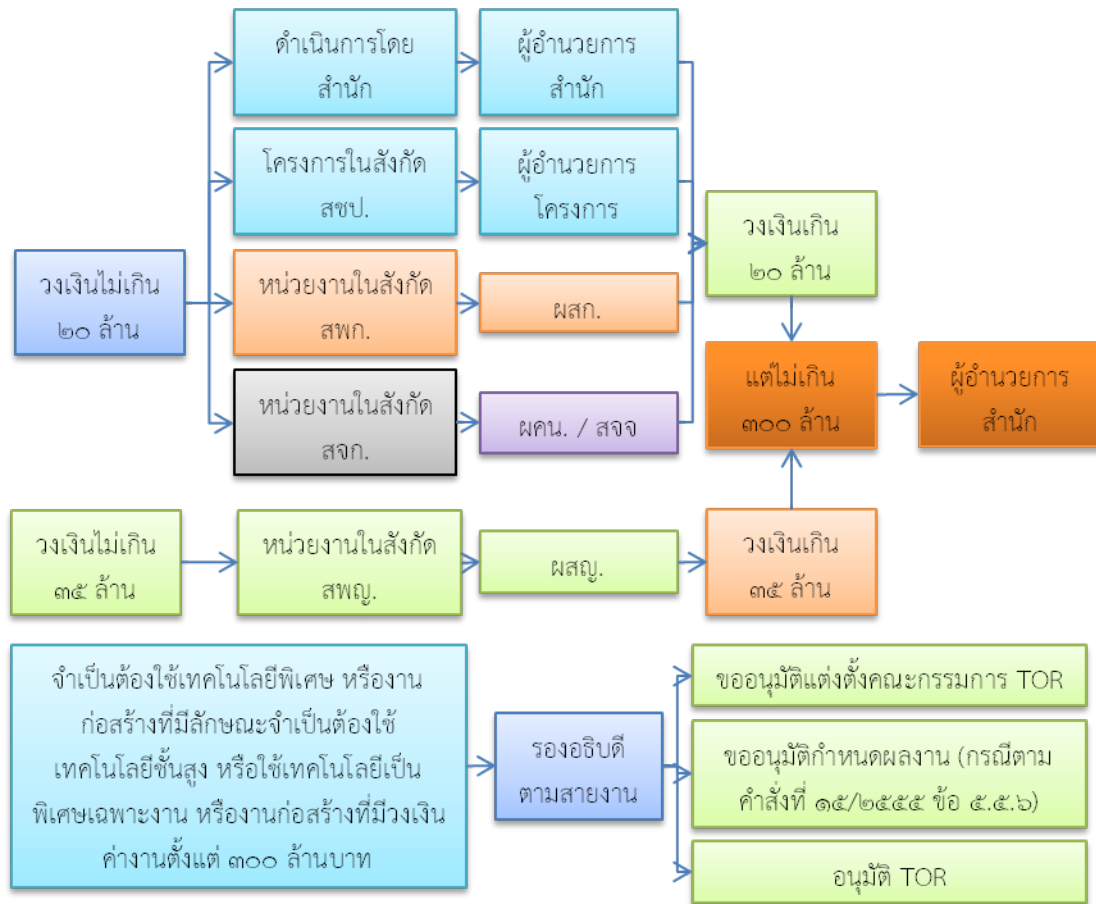 ดำเนินการโดย
สำนัก
ผู้อำนวยการ
สำนัก
โครงการในสังกัด
สชป.
ผู้อำนวยการ
โครงการ
วงเงินไม่เกิน
๒๐ ล้าน
หน่วยงานในสังกัด
สพก.
ผสก.
วงเงินเกิน
๒๐ ล้าน
หน่วยงานในสังกัด
สจก.
ผคน. / สจจ
แต่ไม่เกิน
๓๐๐ ล้าน
ผู้อำนวยการ
สำนัก
วงเงินไม่เกิน
๓๕ ล้าน
หน่วยงานในสังกัด
สพญ.
ผสญ.
วงเงินเกิน
๓๕ ล้าน
จำเป็นต้องใช้เทคโนโลยีพิเศษ หรืองาน
ก่อสร้างที่มีลักษณะจำเป็นต้องใช้
เทคโนโลยีชั้นสูง หรือใช้เทคโนโลยีเป็น
พิเศษเฉพาะงาน หรืองานก่อสร้างที่มีวงเงิน
ค่างานตั้งแต่ ๓๐๐ ล้านบาท
รองอธิบดี
ตามสายงาน
ขออนุมัติแต่งตั้งคณะกรรมการ TOR
ขออนุมัติกำหนดผลงาน (กรณีตาม
คำสั่งที่ ๑๕/๒๕๕๕ ข้อ ๕.๕.๖)
อนุมัติ TOR